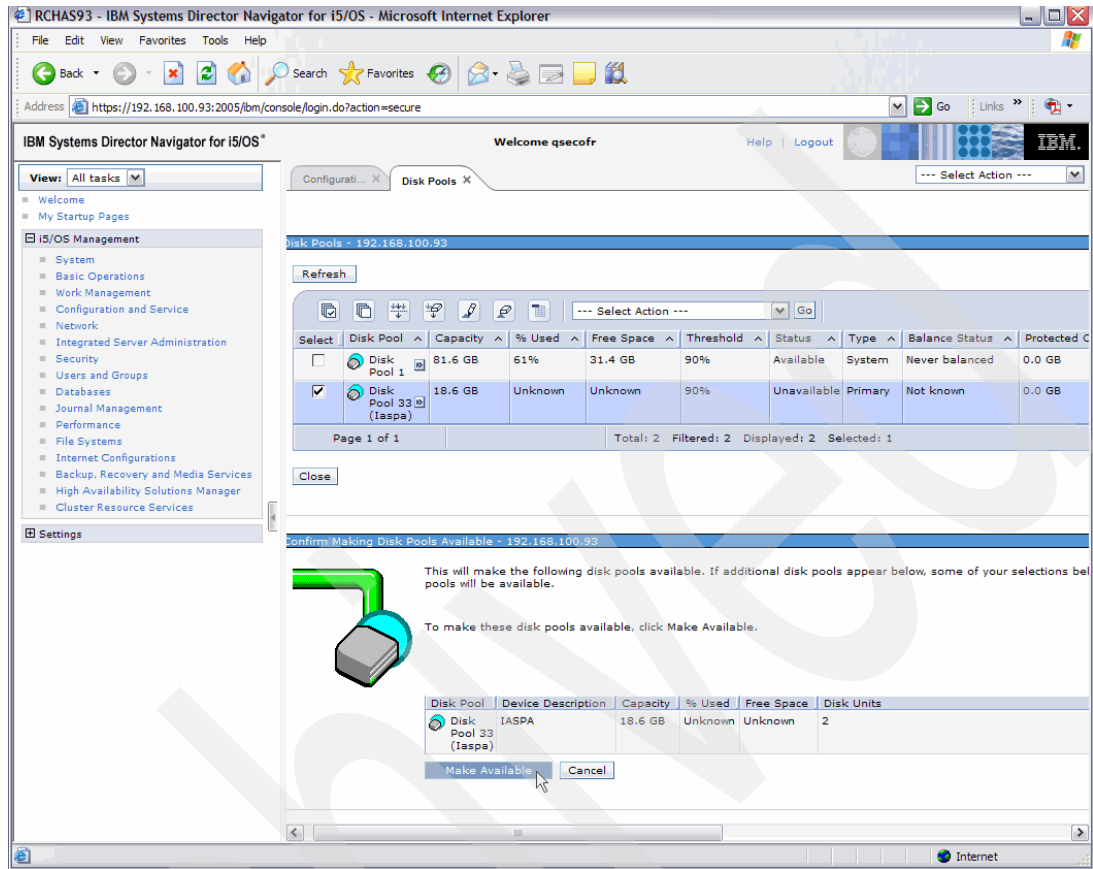 RCHAS93 - IBM Systems Director Navigator for i5/OS - Microsoft Internet Explorer
File Edit View Favorites Tools Help
Back Search Favorites
Address https://192.168.100.93:2005/ibm/console/login.do?action=secure Go Links »
IBM Systems Director Navigator for i5/OS* Welcome qsecofr Help | Logout IBM.
View: All tasks
Welcome
My Startup Pages
i5/OS Management
System
Basic Operations
Work Management
Configuration and Service
Network
Integrated Server Administration
Security
Users and Groups
Databases
Journal Management
Performance
File Systems
Internet Configurations
Backup, Recovery and Media Services
High Availability Solutions Manager
Cluster Resource Services
Settings
Configurati... X Disk Pools X --- Select Action ---
Disk Pools - 192.168.100.93
Refresh
--- Select Action --- Go
Select Disk Pool Capacity % Used Free Space Threshold Status Type Balance Status Protected C
Disk Pool 1 81.6 GB 61% 31.4 GB 90% Available System Never balanced 0.0 GB
Disk Pool 33 (Iaspa) 18.6 GB Unknown Unknown 90% Unavailable Primary Not known 0.0 GB
Page 1 of 1 Total: 2 Filtered: 2 Displayed: 2 Selected: 1
Close
Confirm Making Disk Pools Available - 192.168.100.93
This will make the following disk pools available. If additional disk pools appear below, some of your selections bel
pools will be available.
To make these disk pools available, click Make Available.
Disk Pool Device Description Capacity % Used Free Space Disk Units
Disk Pool 33 (Iaspa) IASPA 18.6 GB Unknown Unknown 2
Make Available Cancel
Internet